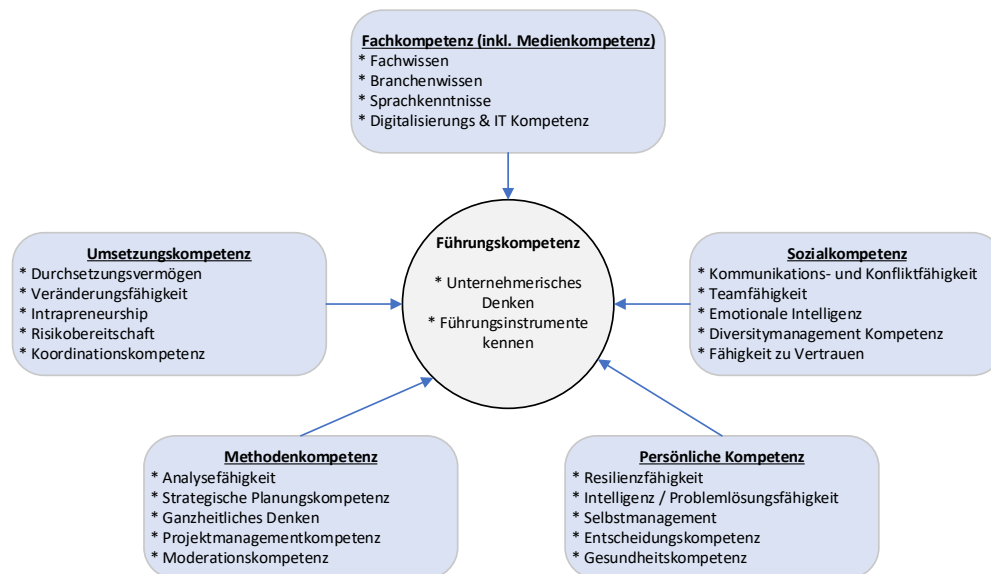 Fachkompetenz (inkl. Medienkompetenz)
* Fachwissen
* Branchenwissen
* Sprachkenntnisse
* Digitalisierungs & IT Kompetenz
Umsetzungskompetenz
* Durchsetzungsvermögen
* Veränderungsfähigkeit
* Intrapreneurship
* Risikobereitschaft
* Koordinationskompetenz
Führungskompetenz
* Unternehmerisches
Denken
* Führungsinstrumente
kennen
Sozialkompetenz
* Kommunikations- und Konfliktfähigkeit
* Teamfähigkeit
* Emotionale Intelligenz
* Diversitymanagement Kompetenz
* Fähigkeit zu Vertrauen
Methodenkompetenz
* Analysefähigkeit
* Strategische Planungskompetenz
* Ganzheitliches Denken
* Projektmanagementkompetenz
* Moderationskompetenz
Persönliche Kompetenz
* Resilienzfähigkeit
* Intelligenz / Problemlösungsfähigkeit
* Selbstmanagement
* Entscheidungskompetenz
* Gesundheitskompetenz